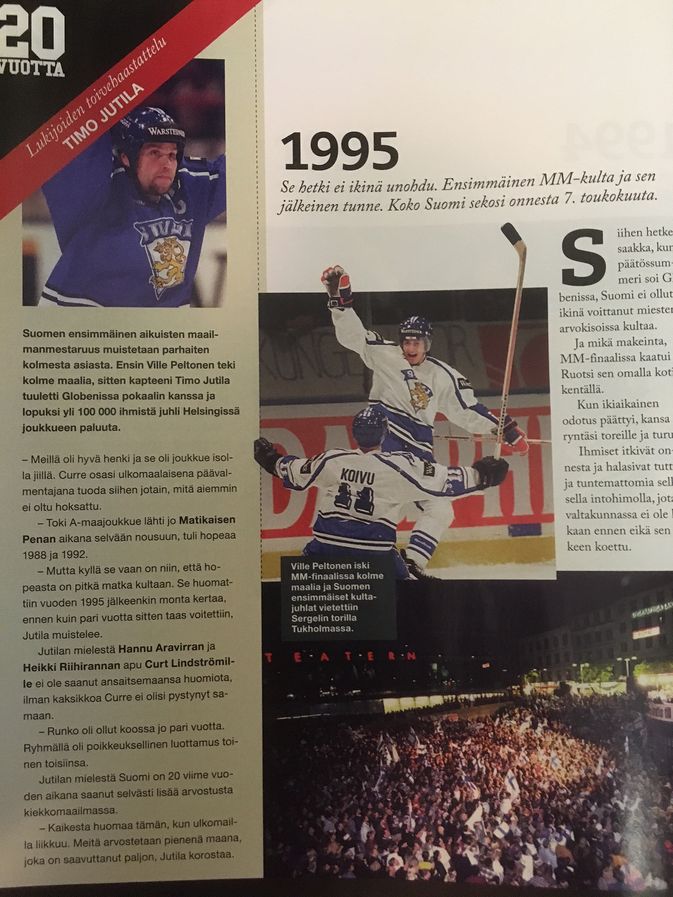 20
VUOTTA
Lukijoiden toivehaastattelu
TIMO JUTILA
WARSTEINER
Suomen ensimmäinen aikuisten maail-
manmestaruus muistetaan parhaiten
kolmesta asiasta. Ensin Ville Peltonen teki
kolme maalia, sitten kapteeni Timo Jutila
tuuletti Globenissa pokaalin kanssa ja
lopuksi yli 100 000 ihmistä juhli Helsingissä
joukkueen paluuta.
– Meillä oli hyvä henki ja se oli joukkue isol-
la jiillä. Curre osasi ulkomaalaisena pääval-
mentajana tuoda siihen jotain, mitä aiemmin
ei oltu hoksattu.
– Toki A-maajoukkue lähti jo Matikaisen
Penan aikana selvään nousuun, tuli hopeaa
1988 ja 1992.
– Mutta kyllä se vaan on niin, että ho-
peasta on pitkä matka kultaan. Se huomat-
tiin vuoden 1995 jälkeenkin monta kertaa,
ennen kuin pari vuotta sitten taas voitettiin,
Jutila muistelee.
Jutilan mielestä Hannu Aravirran ja
Heikki Riihirannan apu Curt Lindströmil-
le ei ole saanut ansaitsemaansa huomiota,
ilman kaksikkoa Curre ei olisi pystynyt sa-
maan.
– Runko oli ollut koossa jo pari vuotta.
Ryhmällä oli poikkeuksellinen luottamus toi-
nen toisiinsa.
Jutilan mielestä Suomi on 20 viime vuo-
den aikana saanut selvästi lisää arvostusta
kiekkomaailmassa.
– Kaikesta huomaa tämän, kun ulkomail-
la liikkuu. Meitä arvostetaan pienenä maana,
joka on saavuttanut paljon, Jutila korostaa.
1995
Se hetki ei ikinä unohdu. Ensimmäinen MM-kulta ja sen
jälkeinen tunne. Koko Suomi sekosi onnesta 7. toukokuuta.
KOIVU
11
Ville Peltonen iski
MM-finaalissa kolme
maalia ja Suomen
ensimmäiset kulta-
juhlat vietettiin
Sergelin torilla
Tukholmassa.
TEATERN
Siihen hetke
saakka, kun
päätössum-
meri soi G
benissa, Suomi ei ollut
ikinä voittanut miesten
arvokisoissa kultaa.
Ja mikä makeinta,
MM-finaalissa kaatui
Ruotsi sen omalla koti
kentällä.
Kun ikiaikainen
odotus päättyi, kansa
ryntäsi toreille ja turu
Ihmiset itkivät on-
nesta ja halasivat tutt
ja tuntemattomia sell
sella intohimolla, jota
valtakunnassa ei ole
kaan ennen eikä sen
keen koettu.